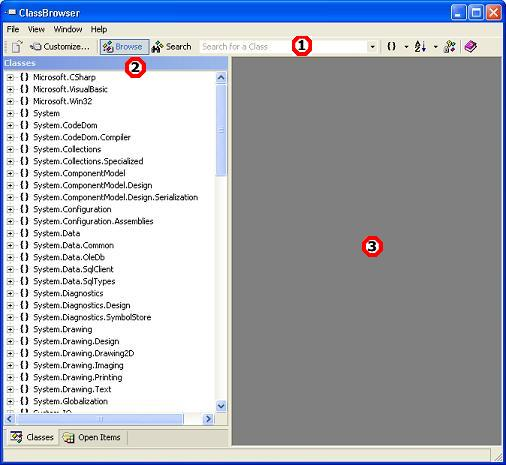 ClassBrowser
File View Window Help
Customize... Browse Search Search for a Class 1 {}
2
Classes
{} Microsoft.CSharp
{} Microsoft.VisualBasic
{} Microsoft.Win32
{} System
{} System.CodeDom
{} System.CodeDom.Compiler
{} System.Collections
{} System.Collections.Specialized
{} System.ComponentModel
{} System.ComponentModel.Design
{} System.ComponentModel.Design.Serialization
{} System.Configuration
{} System.Configuration.Assemblies
{} System.Data
{} System.Data.Common
{} System.Data.OleDb
{} System.Data.SqlClient
{} System.Data.SqlTypes
{} System.Diagnostics
{} System.Diagnostics.Design
{} System.Diagnostics.SymbolStore
{} System.Drawing
{} System.Drawing.Design
{} System.Drawing.Drawing2D
{} System.Drawing.Imaging
{} System.Drawing.Printing
{} System.Drawing.Text
{} System.Globalization
{} System.IO
3
Classes Open Items